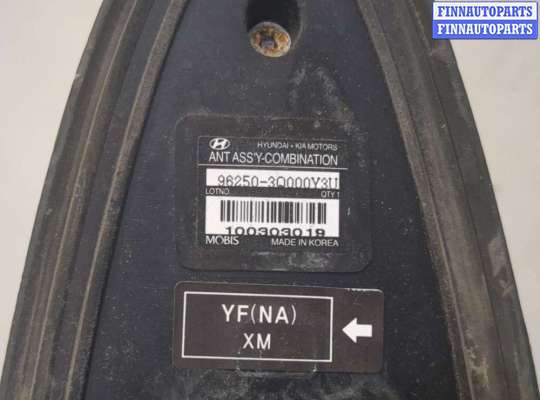 FINNAUTOPARTS
FINNAUTOPARTS
HYUNDAI • KIA MOTORS
ANT ASS'Y-COMBINATION
96250-3Q000Y3U
LOTNO
QTY 1
100303018
MOBIS
MADE IN KOREA
YF(NA)
XM